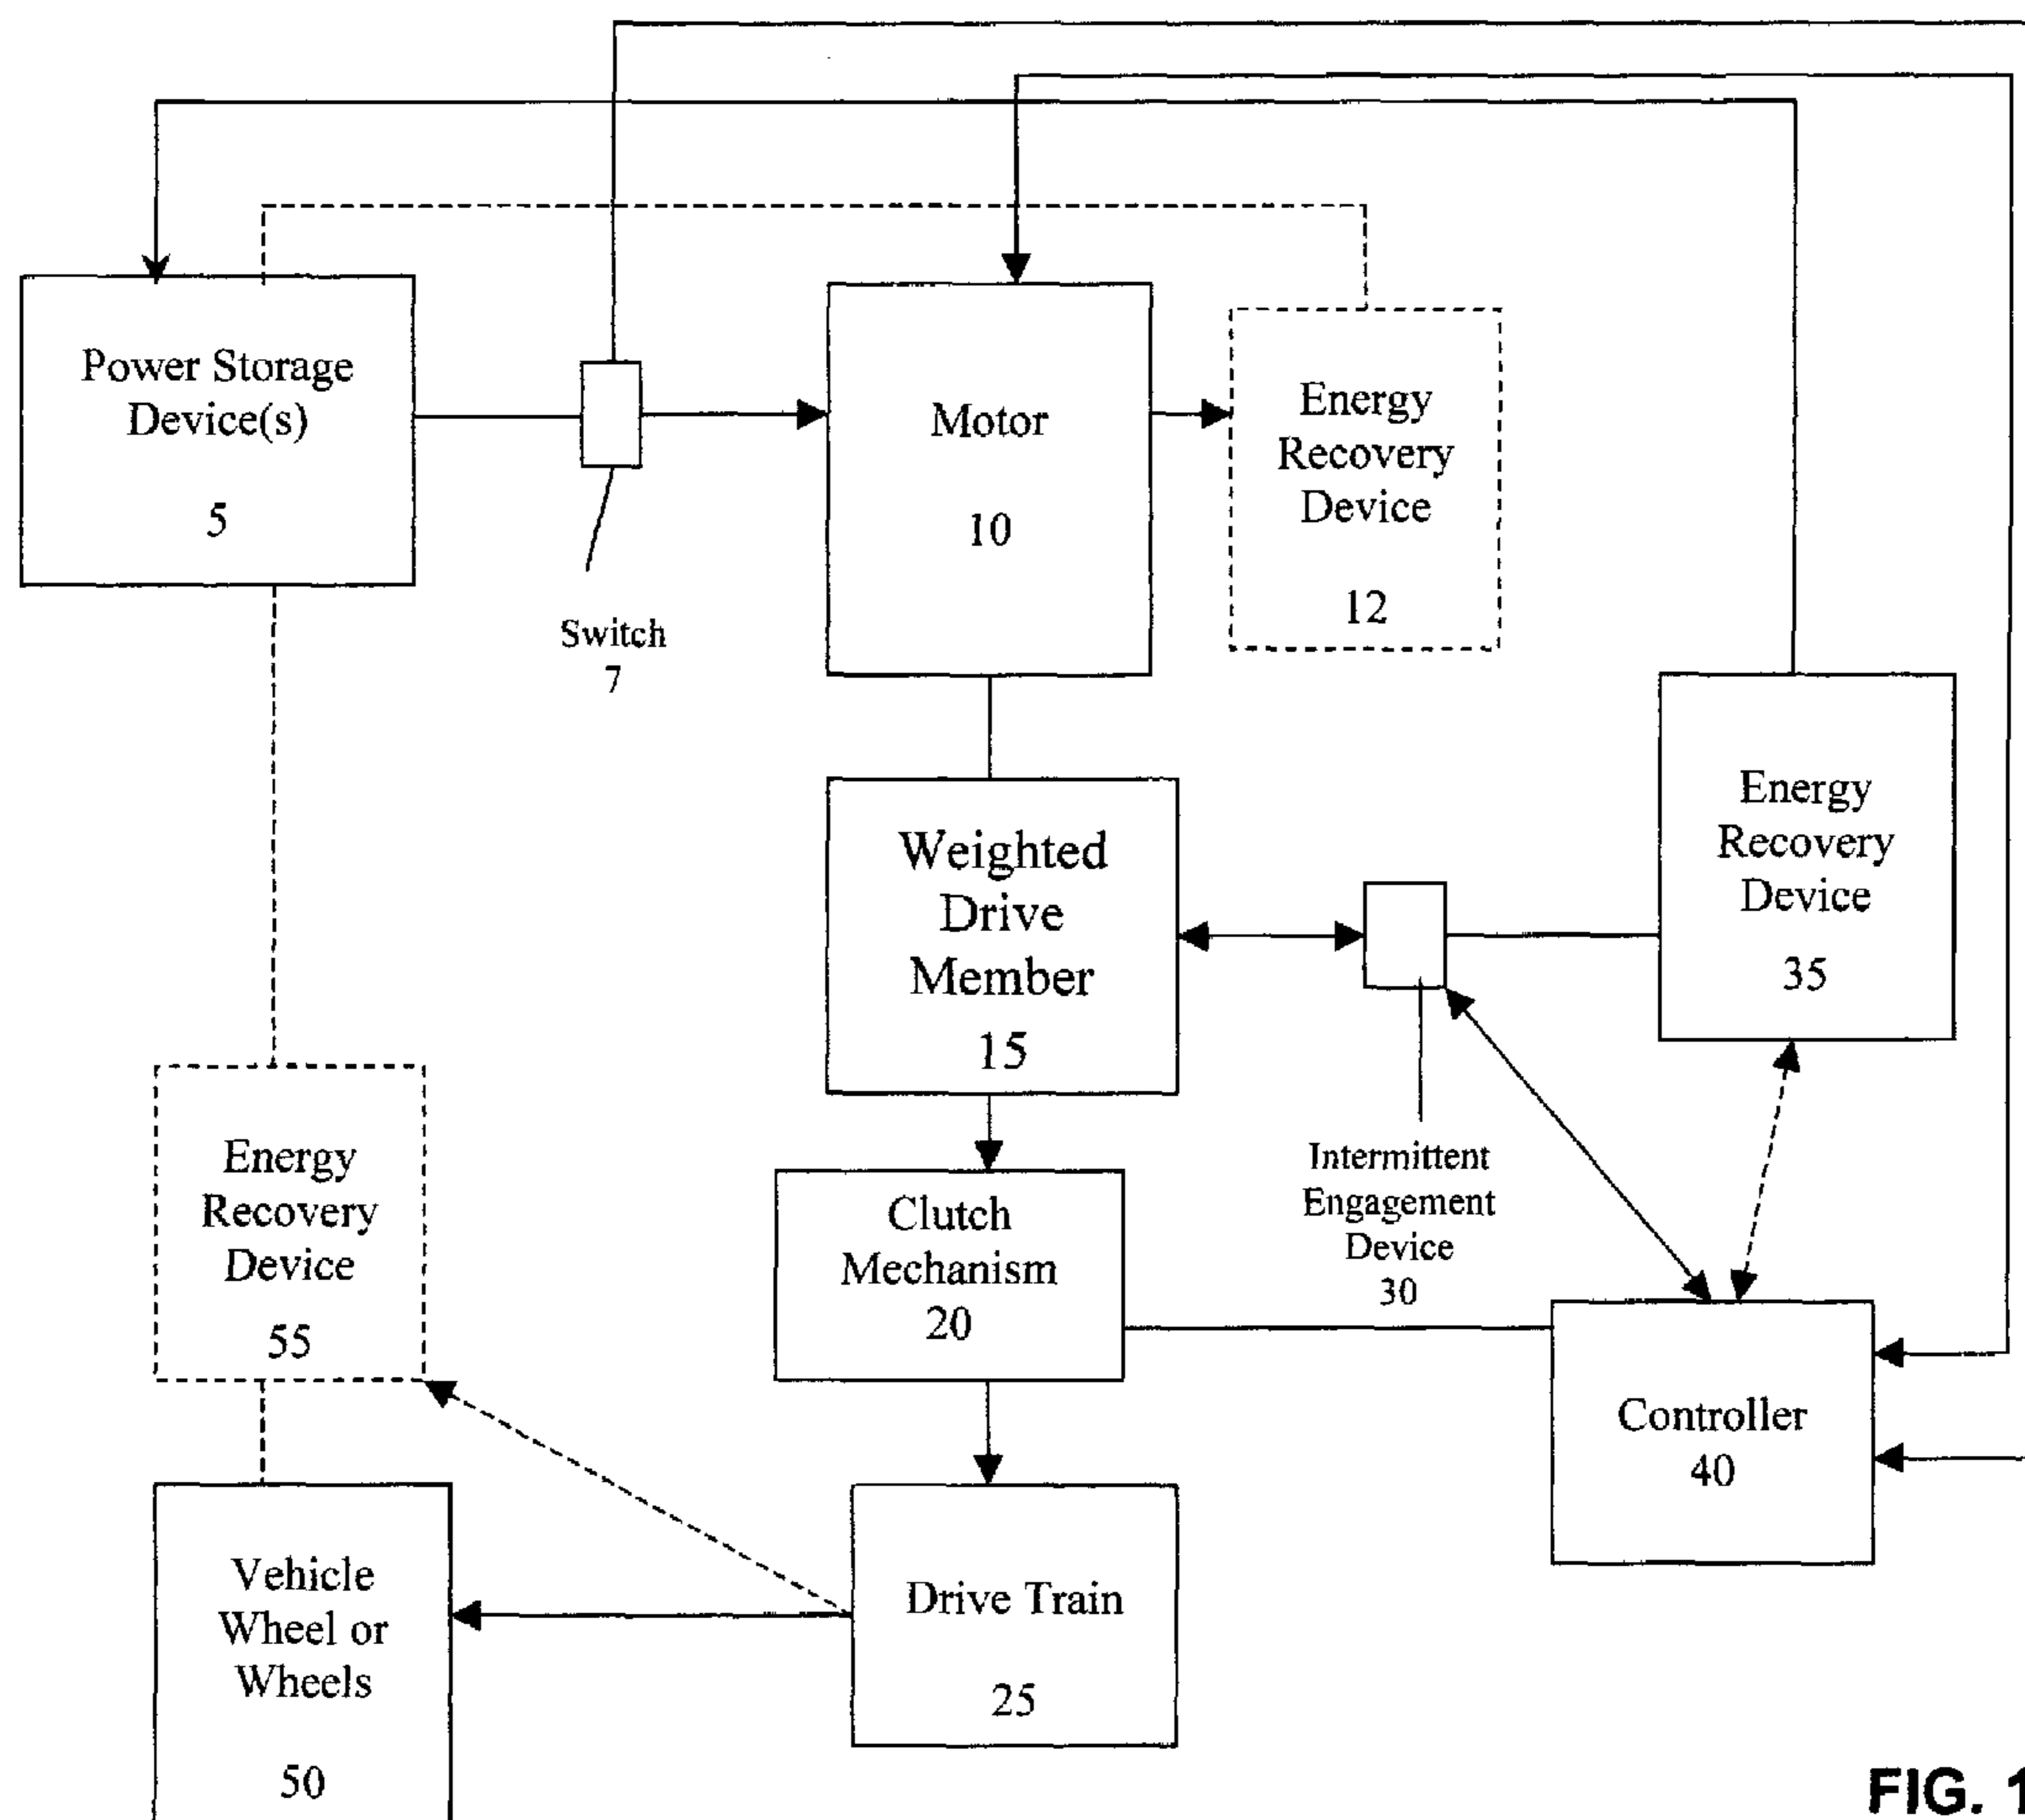 Power Storage
Device(s)
5
Switch
7
Motor
10
Energy
Recovery
Device
12
Weighted
Drive
Member
15
Energy
Recovery
Device
35
Intermittent
Engagement
Device
30
Clutch
Mechanism
20
Energy
Recovery
Device
55
Controller
40
Drive Train
25
Vehicle
Wheel or
Wheels
50
FIG. 1